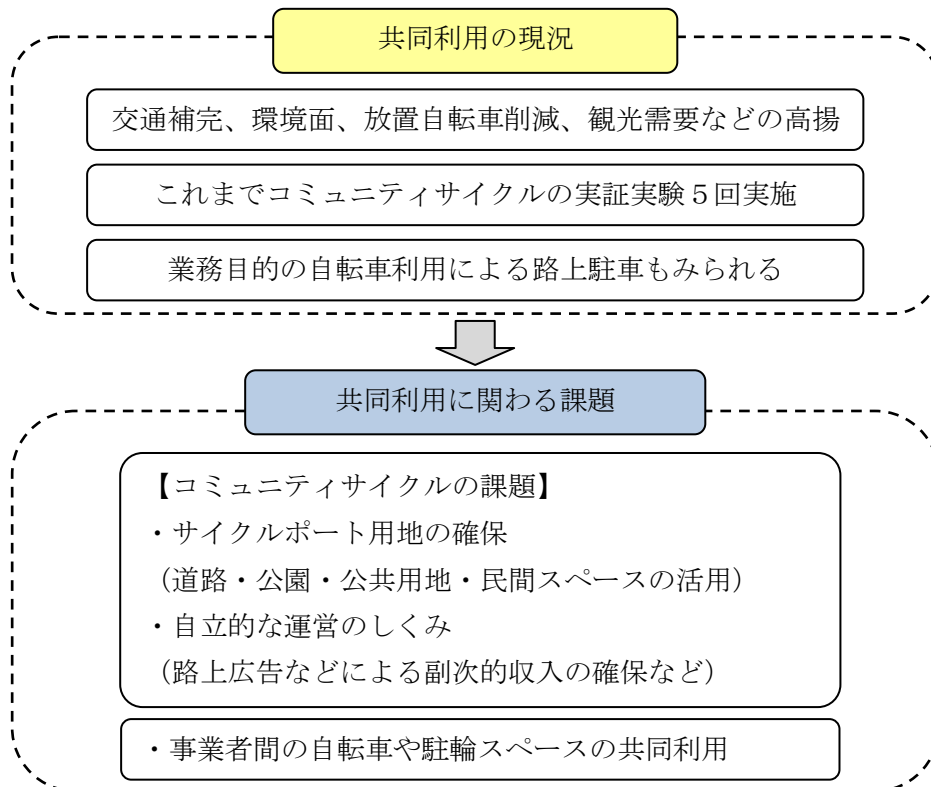 共同利用の現況
交通補完、環境面、放置自転車削減、観光需要などの高揚
これまでコミュニティサイクルの実証実験５回実施
業務目的の自転車利用による路上駐車もみられる
共同利用に関わる課題
【コミュニティサイクルの課題】
・サイクルポート用地の確保
（道路・公園・公共用地・民間スペースの活用）
・自立的な運営のしくみ
（路上広告などによる副次的収入の確保など）
・事業者間の自転車や駐輪スペースの共同利用